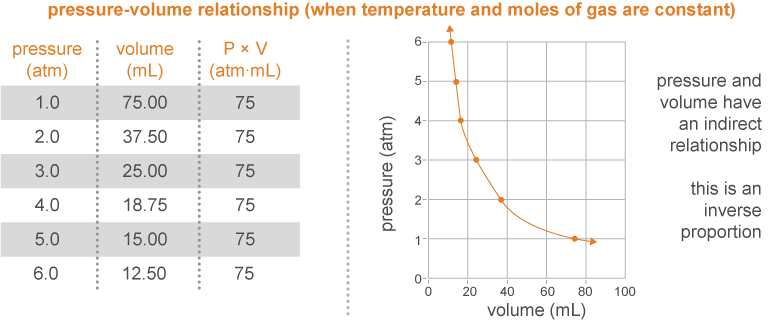 pressure-volume relationship (when temperature and moles of gas are constant)
pressure (atm) volume (mL) P × V (atm·mL)
1.0 75.00 75
2.0 37.50 75
3.0 25.00 75
4.0 18.75 75
5.0 15.00 75
6.0 12.50 75
pressure (atm)
6
5
4
3
2
1
0
0 20 40 60 80 100
volume (mL)
pressure and
volume have
an indirect
relationship
this is an
inverse
proportion